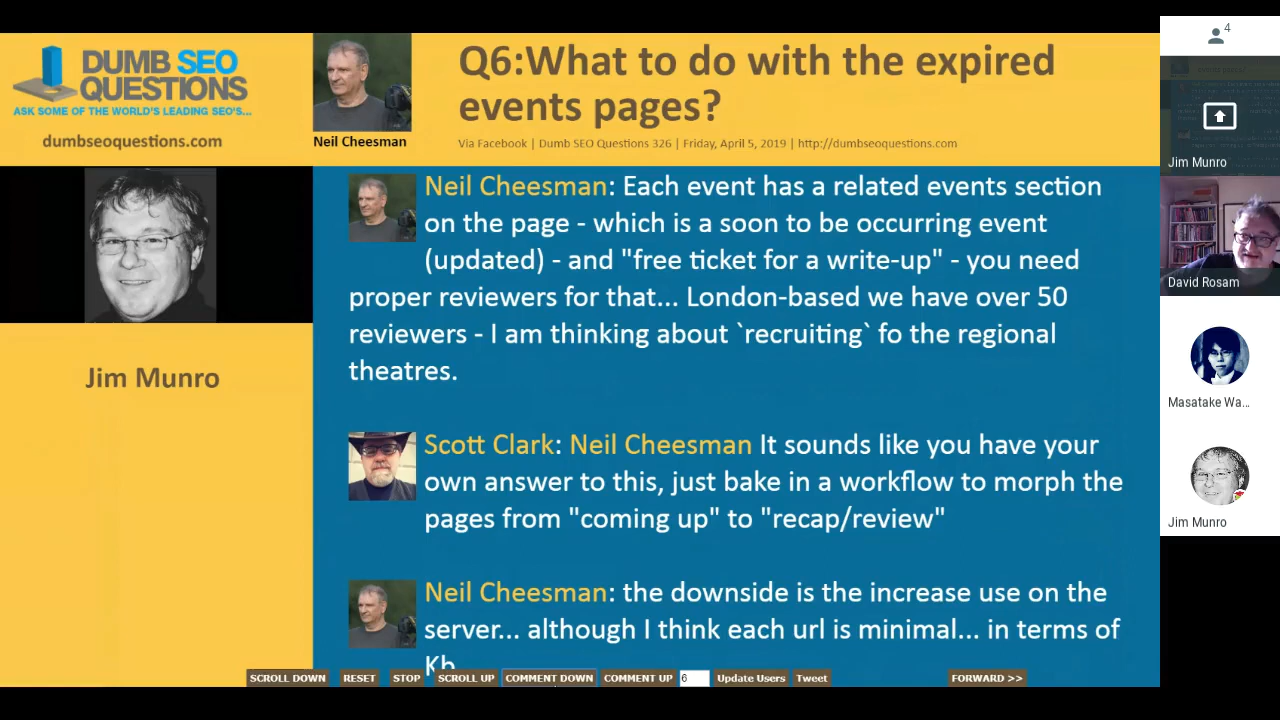 DUMB SEO
QUESTIONS
ASK SOME OF THE WORLD'S LEADING SEO'S...
dumbseoquestions.com
Neil Cheesman
Q6:What to do with the expired
events pages?
Via Facebook | Dumb SEO Questions 326 | Friday, April 5, 2019 | http://dumbseoquestions.com
Jim Munro
Neil Cheesman: Each event has a related events section
on the page - which is a soon to be occurring event
(updated) - and "free ticket for a write-up" - you need
proper reviewers for that... London-based we have over 50
reviewers - I am thinking about `recruiting` fo the regional
theatres.
Scott Clark: Neil Cheesman It sounds like you have your
own answer to this, just bake in a workflow to morph the
pages from "coming up" to "recap/review"
Neil Cheesman: the downside is the increase use on the
server... although I think each url is minimal... in terms of
Kb
SCROLL DOWN RESET STOP SCROLL UP COMMENT DOWN COMMENT UP 6 Update Users Tweet FORWARD >>
4
Jim Munro
David Rosam
Masatake Wa...
Jim Munro